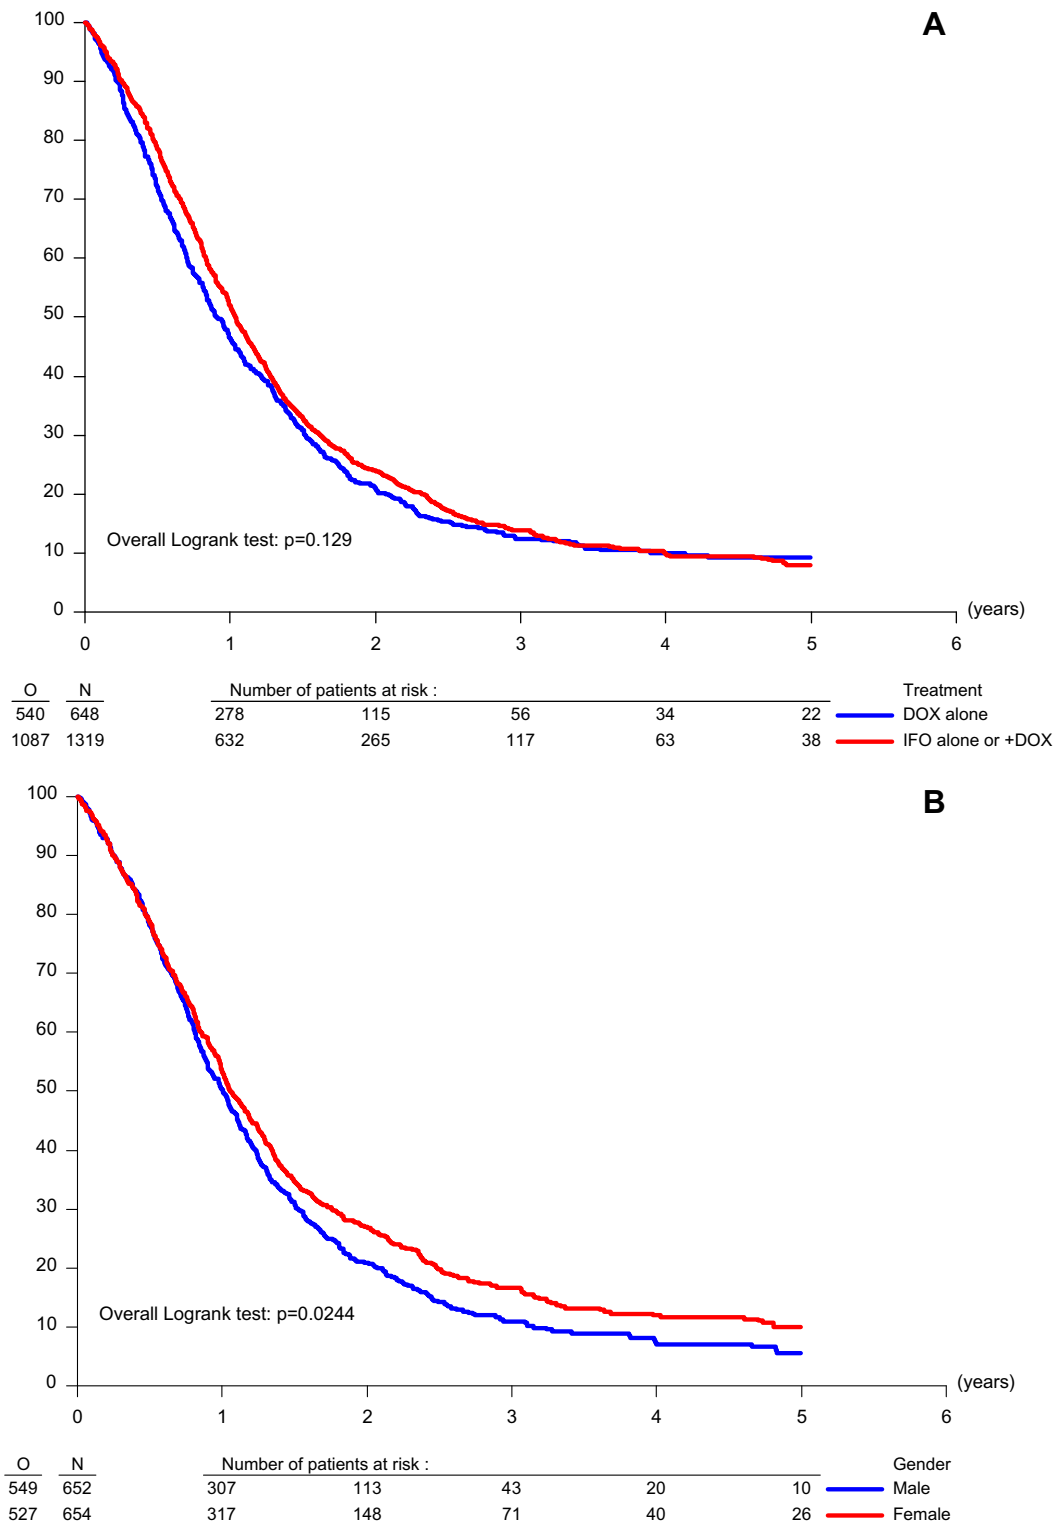 A
100
90
80
70
60
50
40
30
20
10
0
Overall Logrank test: p=0.129
(years)
0 1 2 3 4 5 6
O N Number of patients at risk : Treatment
540 648 278 115 56 34 22 DOX alone
1087 1319 632 265 117 63 38 IFO alone or +DOX
B
100
90
80
70
60
50
40
30
20
10
0
Overall Logrank test: p=0.0244
(years)
0 1 2 3 4 5 6
O N Number of patients at risk : Gender
549 652 307 113 43 20 10 Male
527 654 317 148 71 40 26 Female